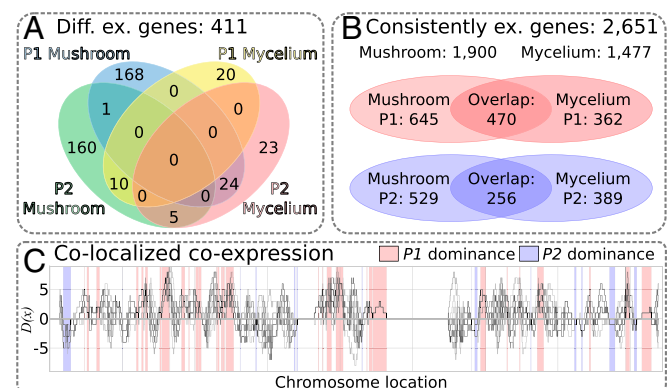 A Diff. ex. genes: 411
P1 Mushroom
P1 Mycelium
168
20
0
1
0
0
0
160
0
23
10
0
0
24
5
P2
Mushroom
P2
Mycelium
B Consistently ex. genes: 2,651
Mushroom: 1,900 Mycelium: 1,477
Mushroom Overlap: Mycelium
P1: 645 470 P1: 362
Mushroom Overlap: Mycelium
P2: 529 256 P2: 389
C Co-localized co-expression
P1 dominance P2 dominance
D(x)
5
0
-5
Chromosome location